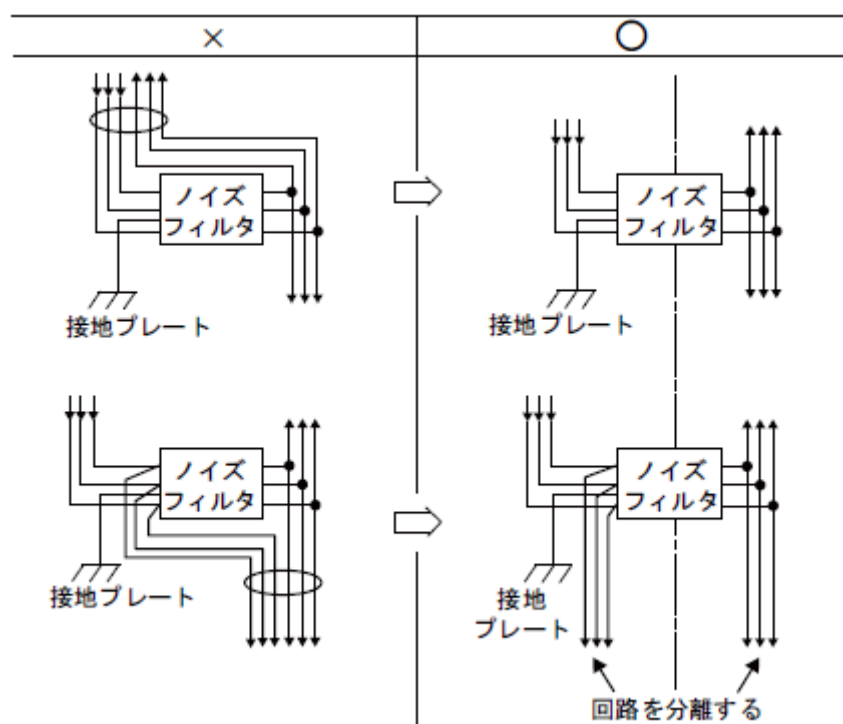 × ○
ノイズ
フィルタ
接地プレート
ノイズ
フィルタ
接地プレート
ノイズ
フィルタ
接地プレート
ノイズ
フィルタ
接地
プレート
回路を分離する